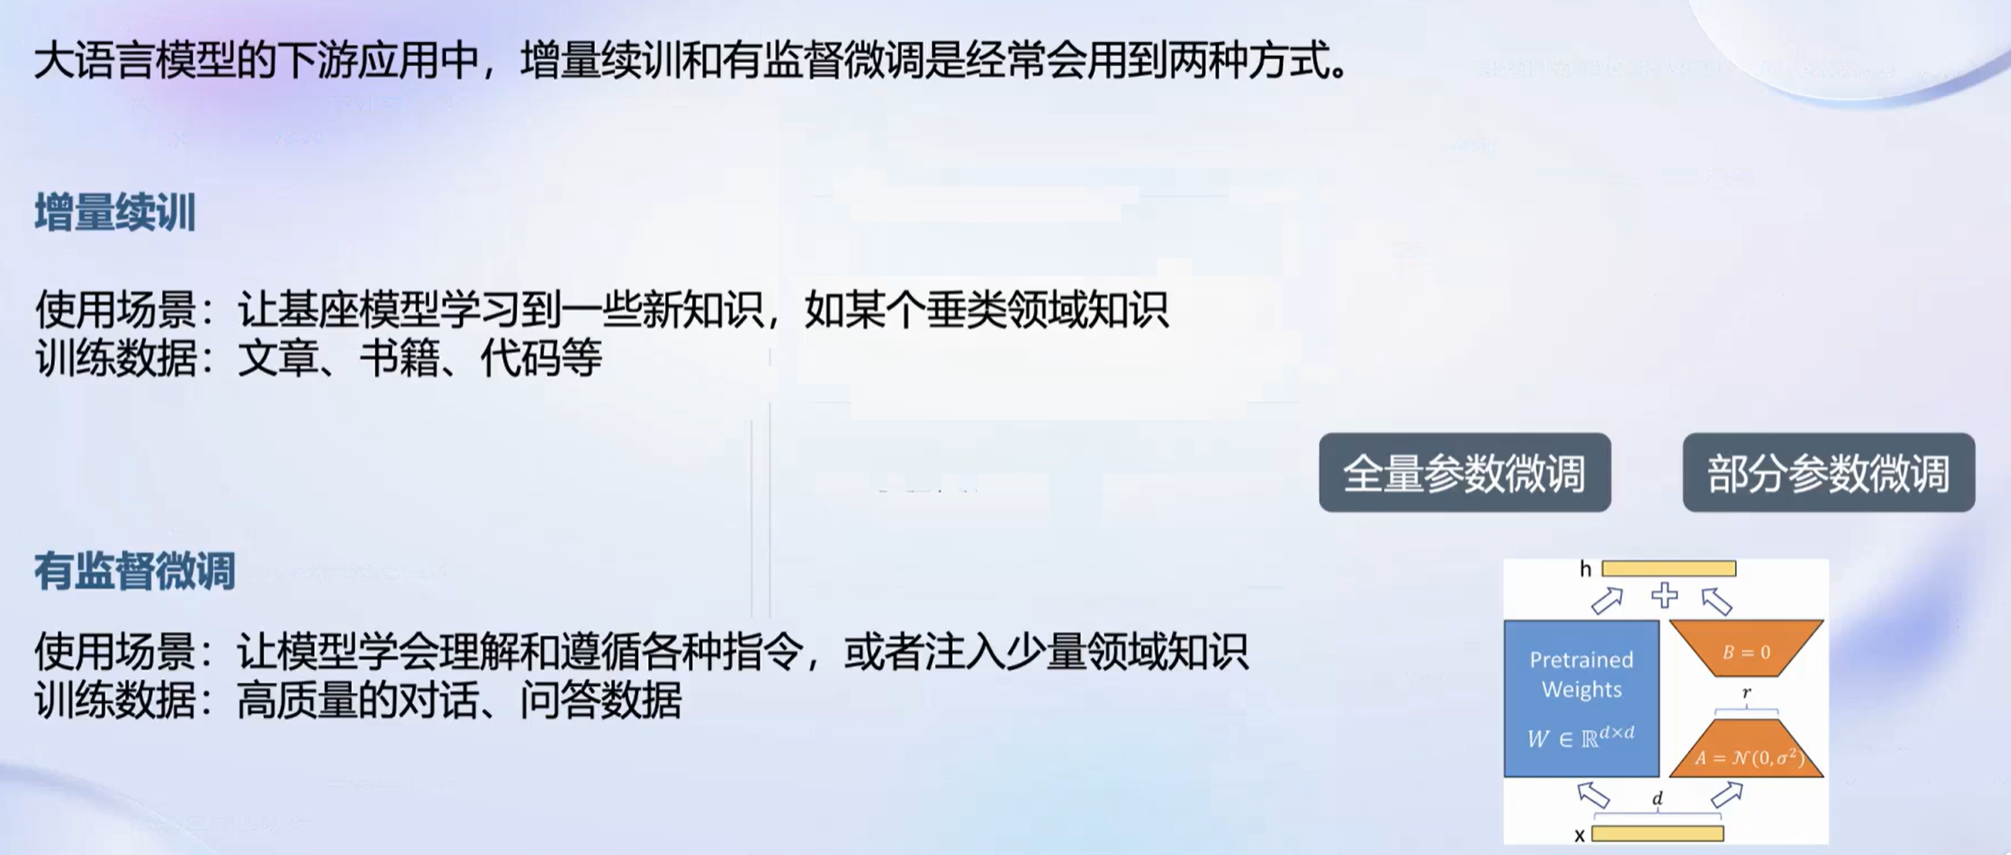 大语言模型的下游应用中，增量续训和有监督微调是经常会用到两种方式。
增量续训
使用场景：让基座模型学习到一些新知识，如某个垂类领域知识
训练数据：文章、书籍、代码等
全量参数微调
部分参数微调
有监督微调
使用场景：让模型学会理解和遵循各种指令，或者注入少量领域知识
训练数据：高质量的对话、问答数据
h
Pretrained
Weights
W ∈ ℝ^{d×d}
B = 0
r
A = 𝒩(0,σ²)
d
x